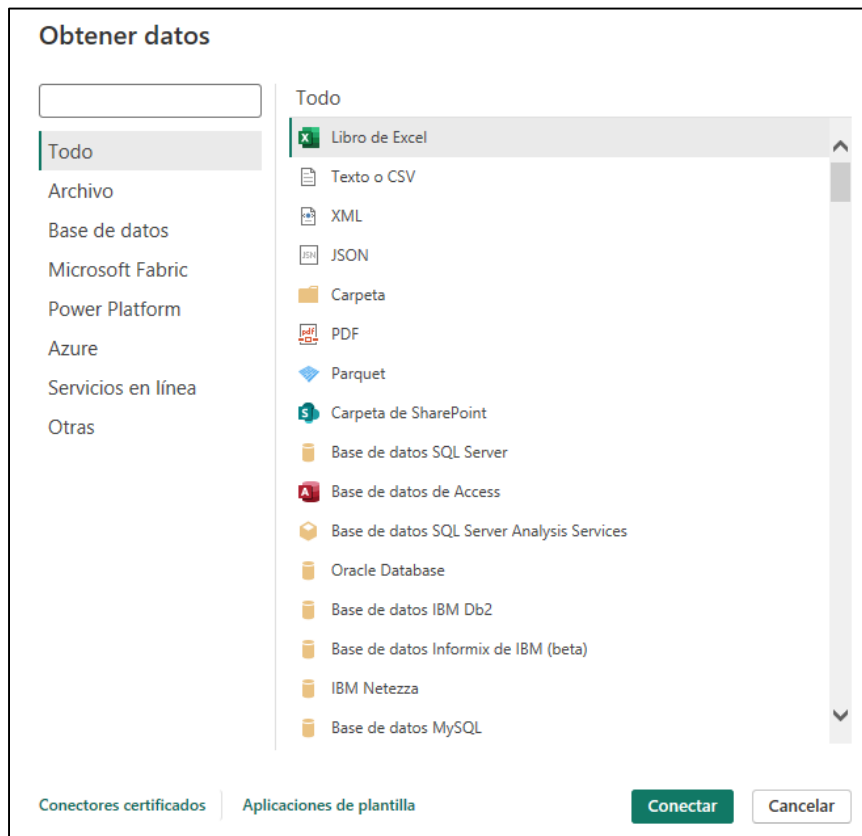 Obtener datos
Todo
Archivo
Base de datos
Microsoft Fabric
Power Platform
Azure
Servicios en línea
Otras
Todo
Libro de Excel
Texto o CSV
XML
JSON
Carpeta
PDF
Parquet
Carpeta de SharePoint
Base de datos SQL Server
Base de datos de Access
Base de datos SQL Server Analysis Services
Oracle Database
Base de datos IBM Db2
Base de datos Informix de IBM (beta)
IBM Netezza
Base de datos MySQL
Conectores certificados
Aplicaciones de plantilla
Conectar
Cancelar